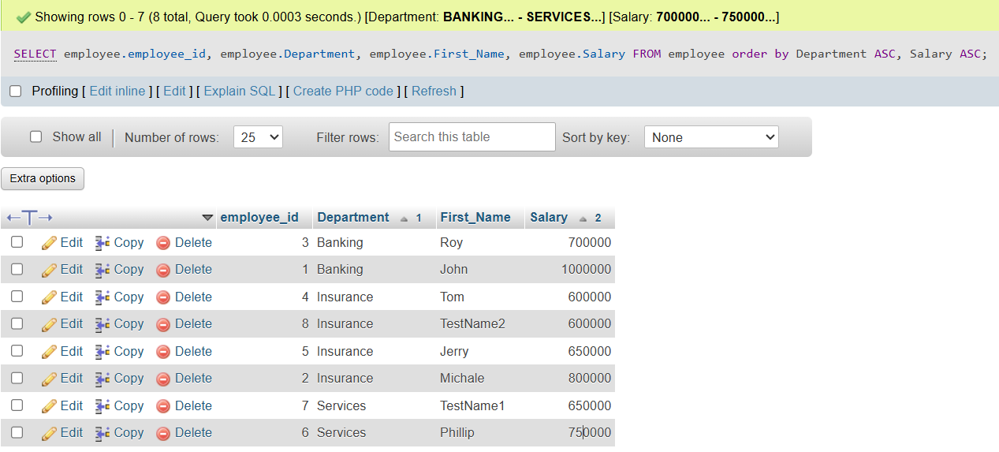 Showing rows 0 - 7 (8 total, Query took 0.0003 seconds.) [Department: BANKING... - SERVICES...] [Salary: 700000... - 750000...]
SELECT employee.employee_id, employee.Department, employee.First_Name, employee.Salary FROM employee order by Department ASC, Salary ASC;
Profiling [ Edit inline ] [ Edit ] [ Explain SQL ] [ Create PHP code ] [ Refresh ]
Show all Number of rows: 25 Filter rows: Search this table Sort by key: None
Extra options
employee_id Department 1 First_Name Salary 2
Edit Copy Delete 3 Banking Roy 700000
Edit Copy Delete 1 Banking John 1000000
Edit Copy Delete 4 Insurance Tom 600000
Edit Copy Delete 8 Insurance TestName2 600000
Edit Copy Delete 5 Insurance Jerry 650000
Edit Copy Delete 2 Insurance Michale 800000
Edit Copy Delete 7 Services TestName1 650000
Edit Copy Delete 6 Services Phillip 750000